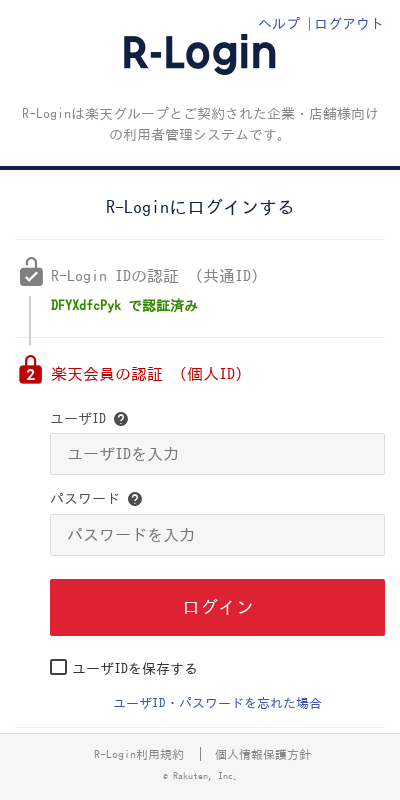 ヘルプ | ログアウト
R-Login
R-Loginは楽天グループとご契約された企業・店舗様向け
の利用者管理システムです。
R-Loginにログインする
R-Login IDの認証 （共通ID）
DFYXdfcPyk で認証済み
2 楽天会員の認証 （個人ID）
ユーザID ?
ユーザIDを入力
パスワード ?
パスワードを入力
ログイン
ユーザIDを保存する
ユーザID・パスワードを忘れた場合
R-Login利用規約 | 個人情報保護方針
© Rakuten, Inc.